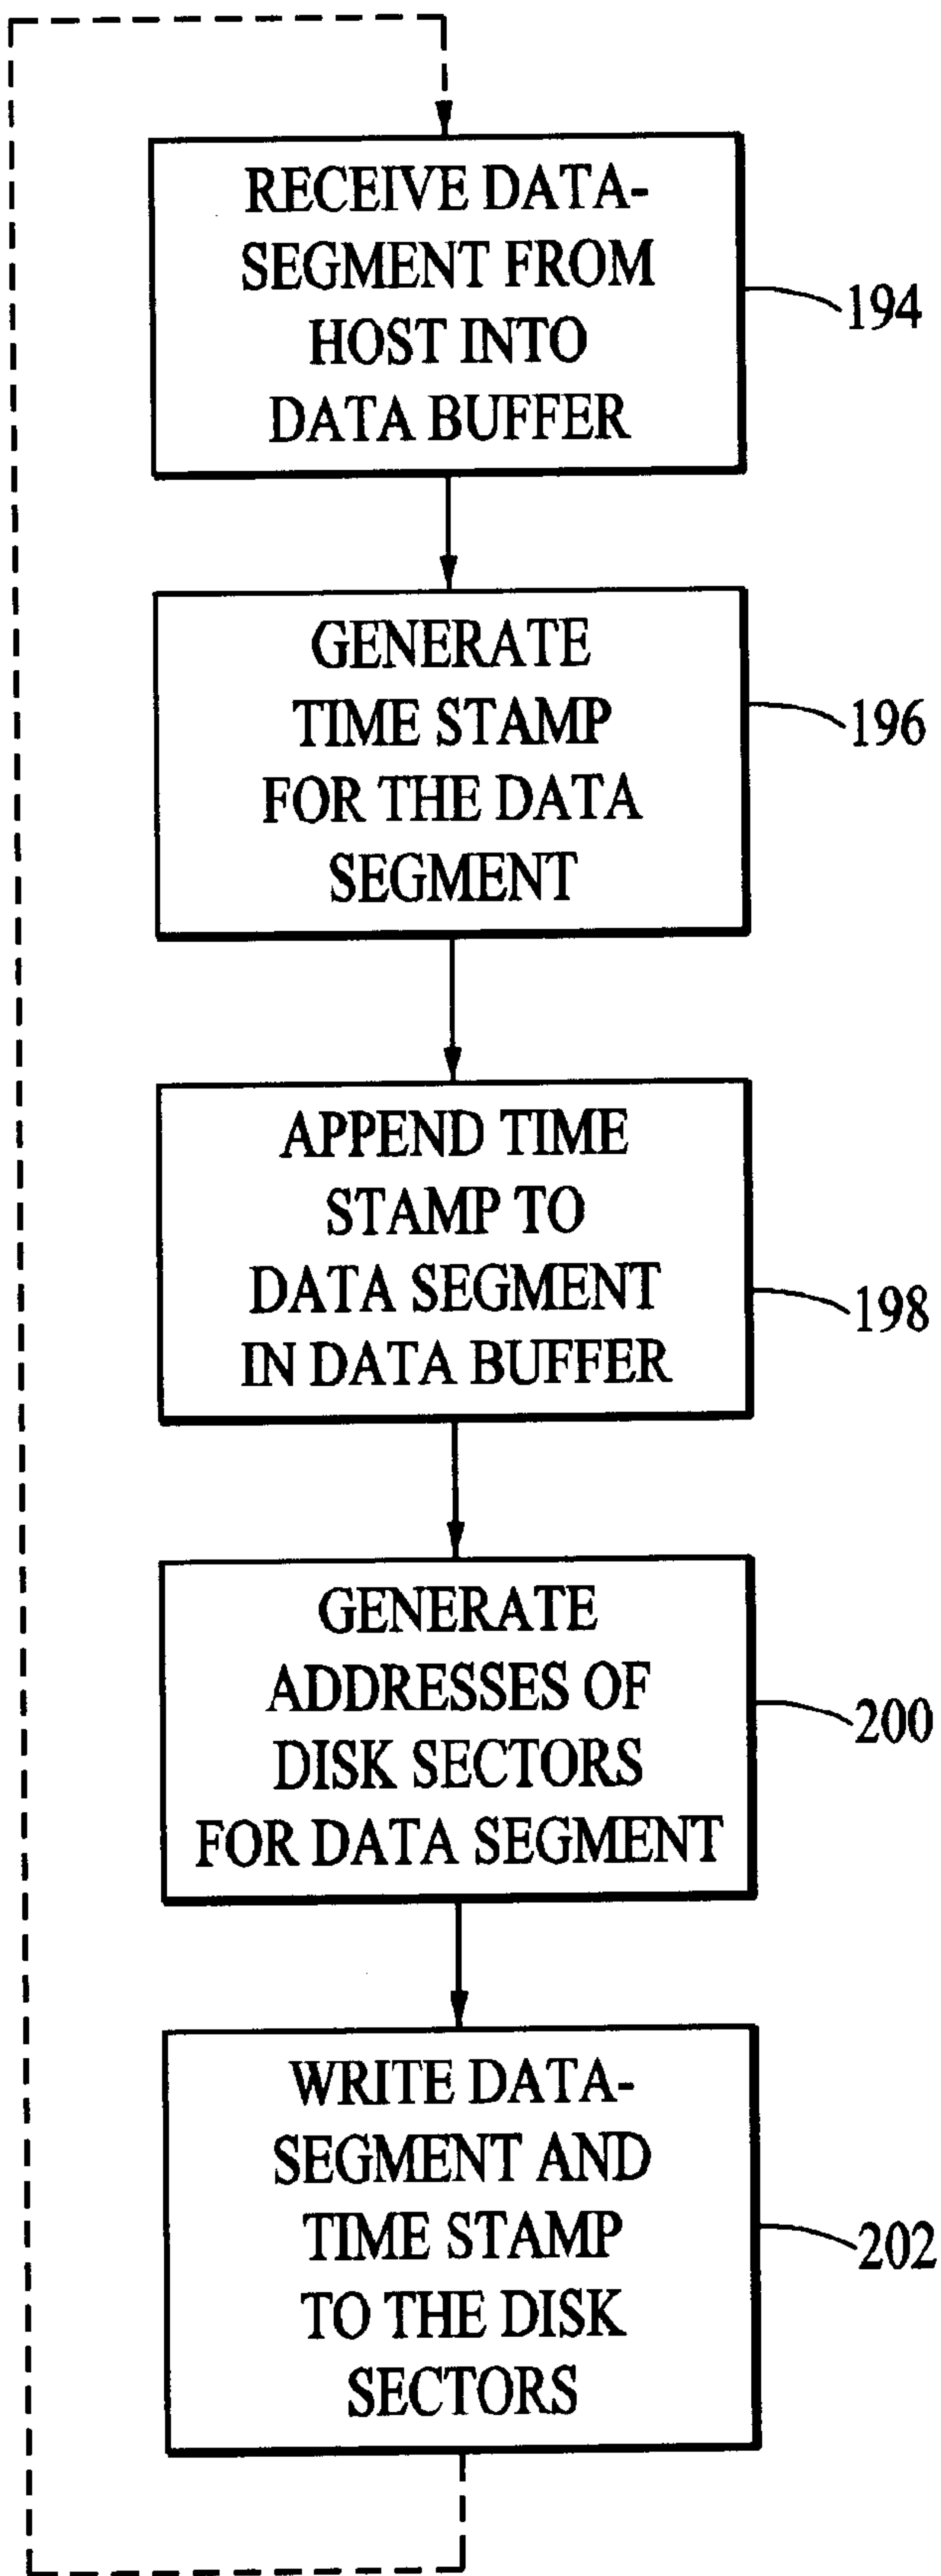 RECEIVE DATA-
SEGMENT FROM
HOST INTO
DATA BUFFER
194
GENERATE
TIME STAMP
FOR THE DATA
SEGMENT
196
APPEND TIME
STAMP TO
DATA SEGMENT
IN DATA BUFFER
198
GENERATE
ADDRESSES OF
DISK SECTORS
FOR DATA SEGMENT
200
WRITE DATA-
SEGMENT AND
TIME STAMP
TO THE DISK
SECTORS
202